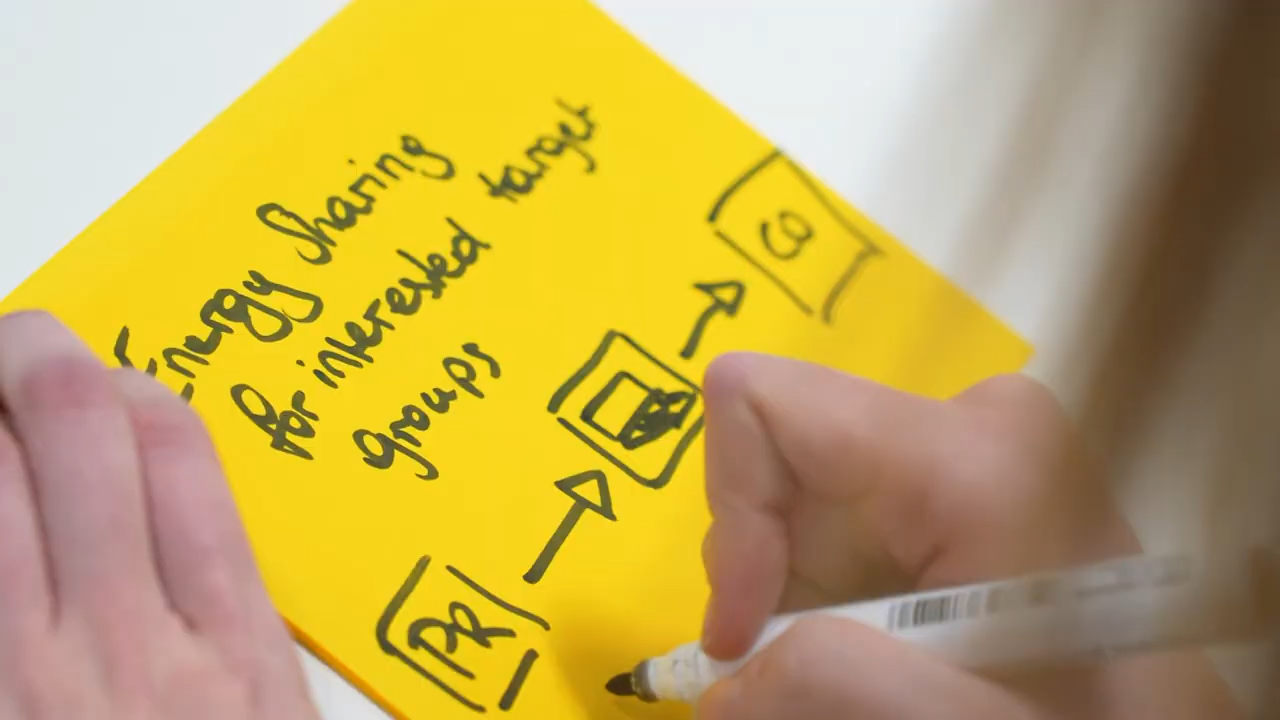 Energy Sharing
for interested target
groups
PR
CO